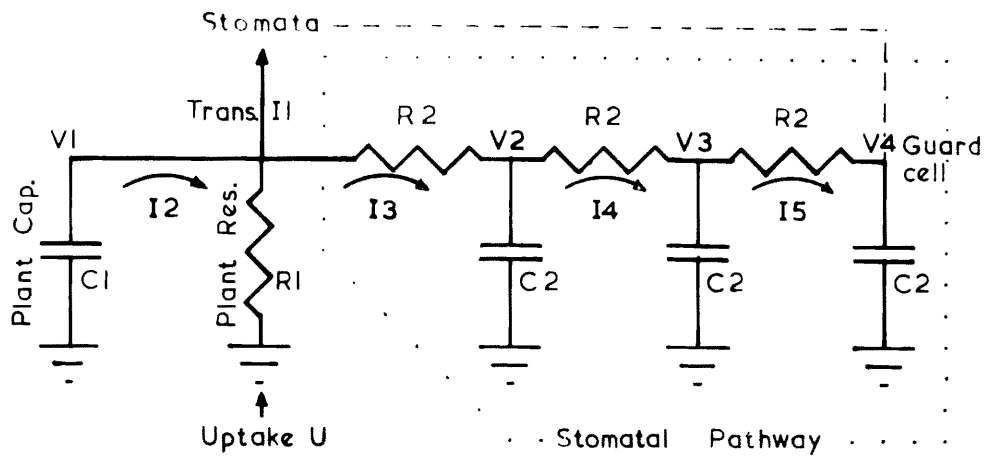 Stomata
Trans. I1
R2
R2
R2
V1
V2
V3
V4 Guard cell
I2
I3
I4
I5
Plant Cap.
C1
Plant Res.
R1
C2
C2
C2
Uptake U
Stomatal Pathway